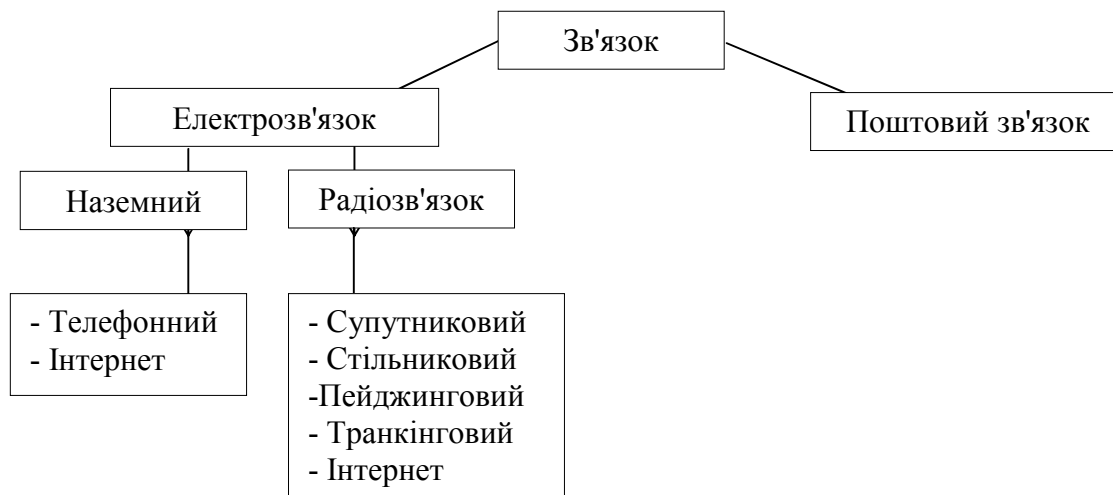 Зв'язок
Електрозв'язок
Поштовий зв'язок
Наземний
Радіозв'язок
- Телефонний
- Інтернет
- Супутниковий
- Стільниковий
-Пейджинговий
- Транкінговий
- Інтернет